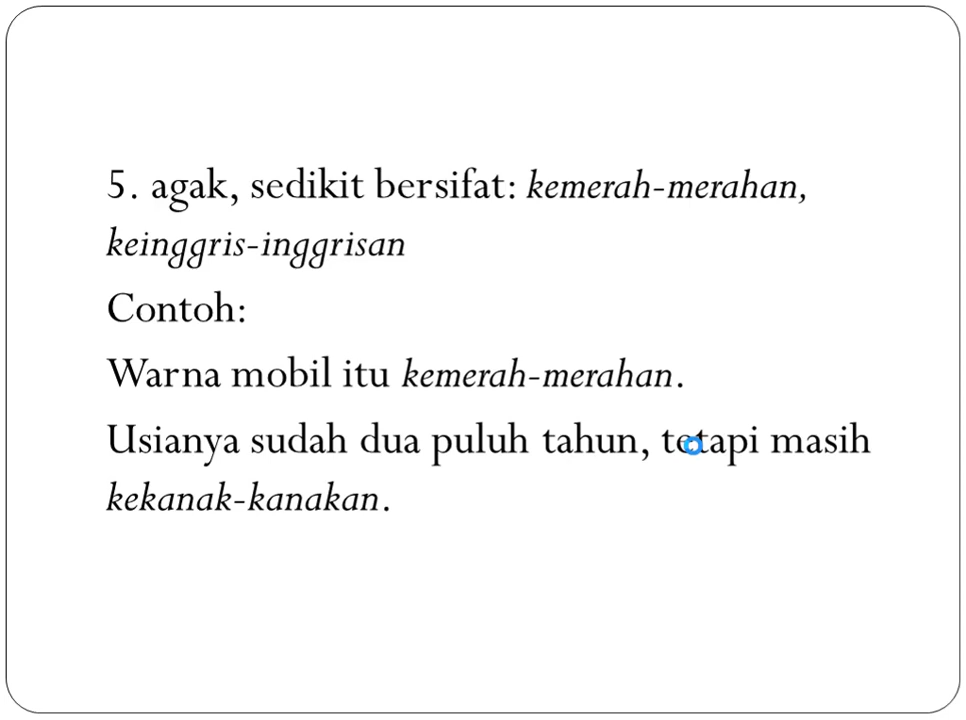 5. agak, sedikit bersifat: kemerah-merahan,
keinggris-inggrisan
Contoh:
Warna mobil itu kemerah-merahan.
Usianya sudah dua puluh tahun, tetapi masih
kekanak-kanakan.